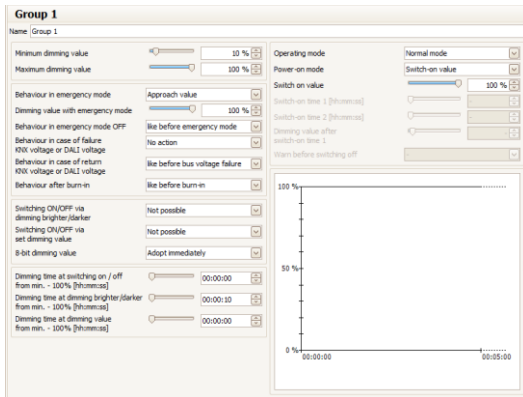 Group 1
Name Group 1
Minimum dimming value 10 %
Maximum dimming value 100 %
Behaviour in emergency mode Approach value
Dimming value with emergency mode 100 %
Behaviour in emergency mode OFF like before emergency mode
Behaviour in case of failure
KNX voltage or DALI voltage No action
Behaviour in case of return
KNX voltage or DALI voltage like before bus voltage failure
Behaviour after burn-in like before burn-in
Switching ON/OFF via
dimming brighter/darker Not possible
Switching ON/OFF via
set dimming value Not possible
8-bit dimming value Adopt immediately
Dimming time at switching on / off
from min. - 100% [hh:mm:ss] 00:00:00
Dimming time at dimming brighter/darker
from min. - 100% [hh:mm:ss] 00:00:10
Dimming time at dimming value
from min. - 100% [hh:mm:ss] 00:00:00
Operating mode Normal mode
Power-on mode Switch-on value
Switch on value 100 %
Switch-on time 1 [hh:mm:ss] -
Switch-on time 2 [hh:mm:ss] -
Dimming value after
switch-on time 1 -
Warn before switching off -
100 %
50 %
0 %
00:00:00 00:05:00